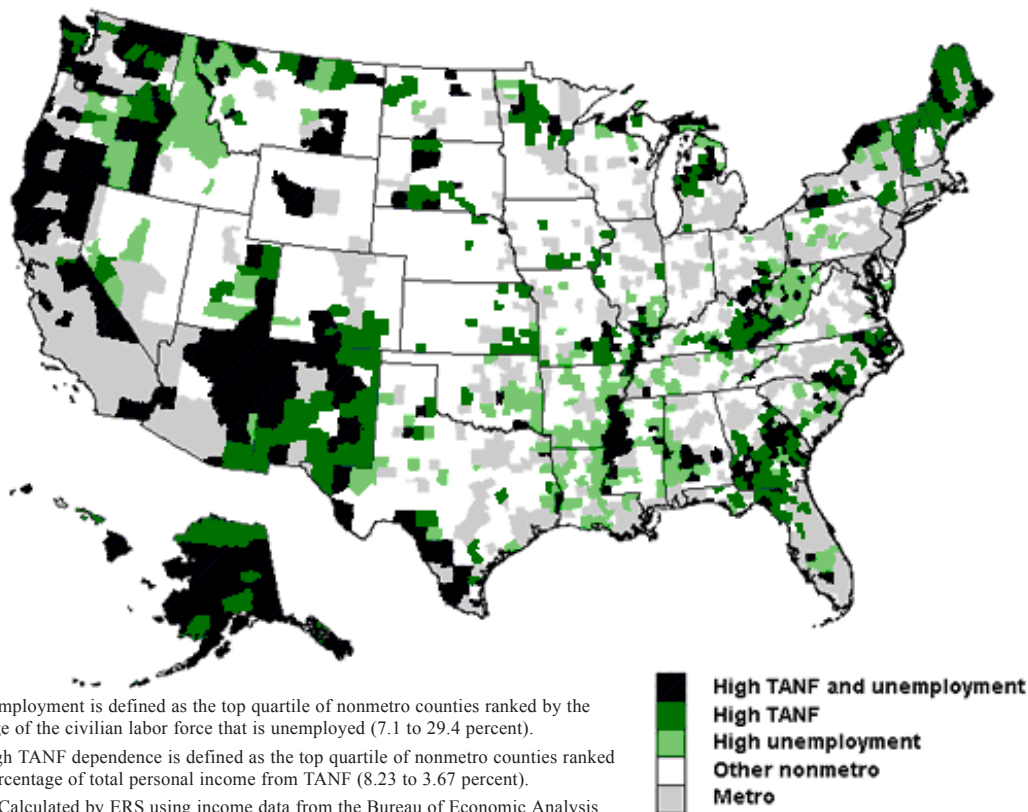 mployment is defined as the top quartile of nonmetro counties ranked by the
ge of the civilian labor force that is unemployed (7.1 to 29.4 percent).
gh TANF dependence is defined as the top quartile of nonmetro counties ranked
rcentage of total personal income from TANF (8.23 to 3.67 percent).
Calculated by ERS using income data from the Bureau of Economic Analysis
High TANF and unemployment
High TANF
High unemployment
Other nonmetro
Metro